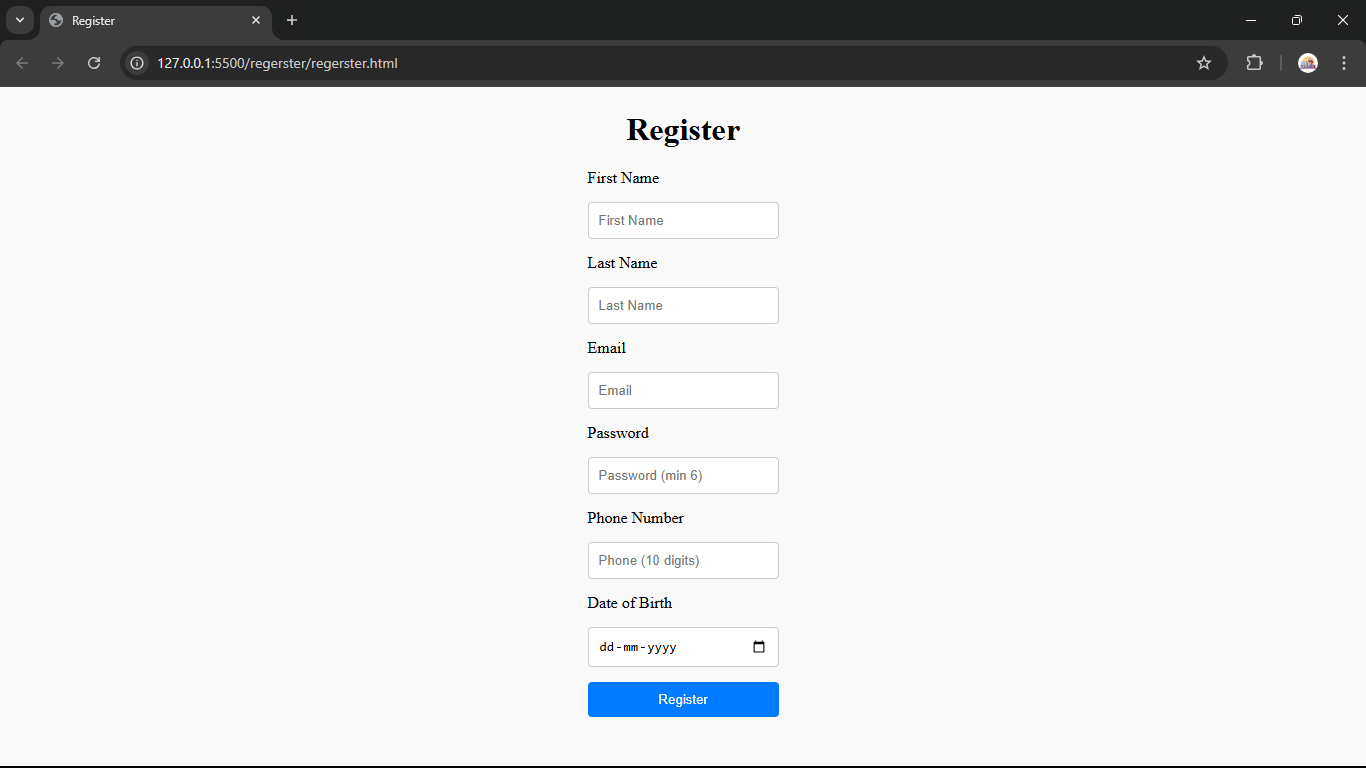 Register
127.0.0.1:5500/regerster/regerster.html
Register
First Name
First Name
Last Name
Last Name
Email
Email
Password
Password (min 6)
Phone Number
Phone (10 digits)
Date of Birth
dd-mm-yyyy
Register